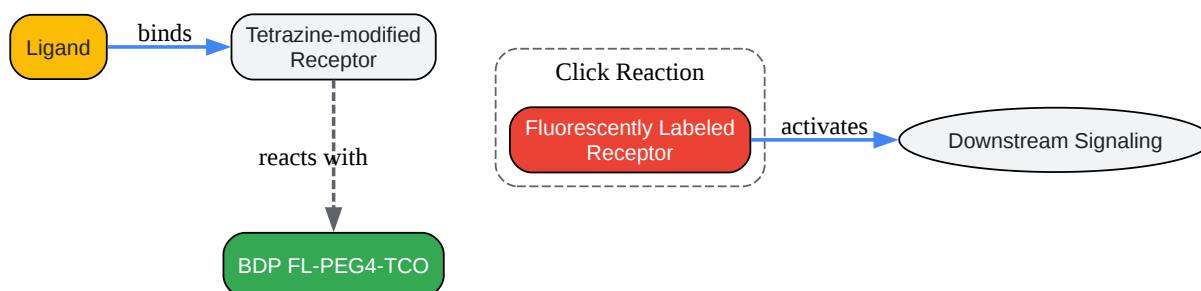 Ligand
binds
Tetrazine-modified
Receptor
reacts with
BDP FL-PEG4-TCO
Click Reaction
Fluorescently Labeled
Receptor
activates
Downstream Signaling